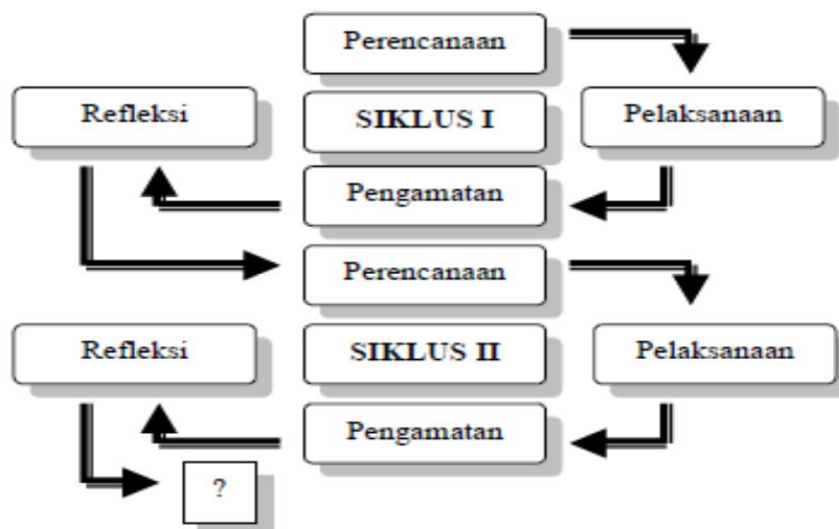 Perencanaan
Refleksi
SIKLUS I
Pelaksanaan
Pengamatan
Perencanaan
Refleksi
SIKLUS II
Pelaksanaan
Pengamatan
?